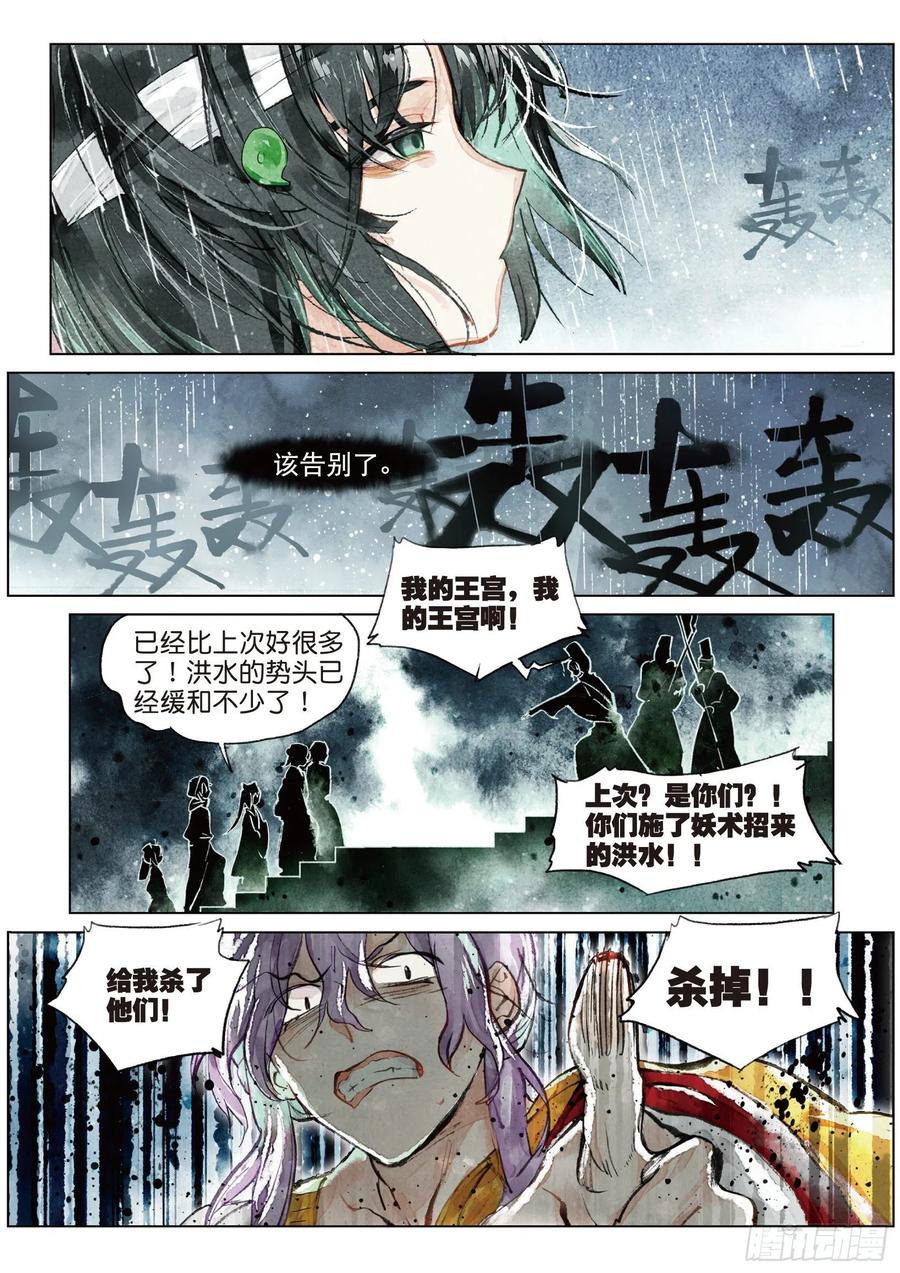 轰轰
该告别了。
轰轰轰轰轰轰轰
我的王宫，我
的王宫啊！
已经比上次好很多
了！洪水的势头已
经缓和不少了！
上次？是你们？！
你们施了妖术招来
的洪水！！
给我杀了
他们！
杀掉！！
腾讯动漫